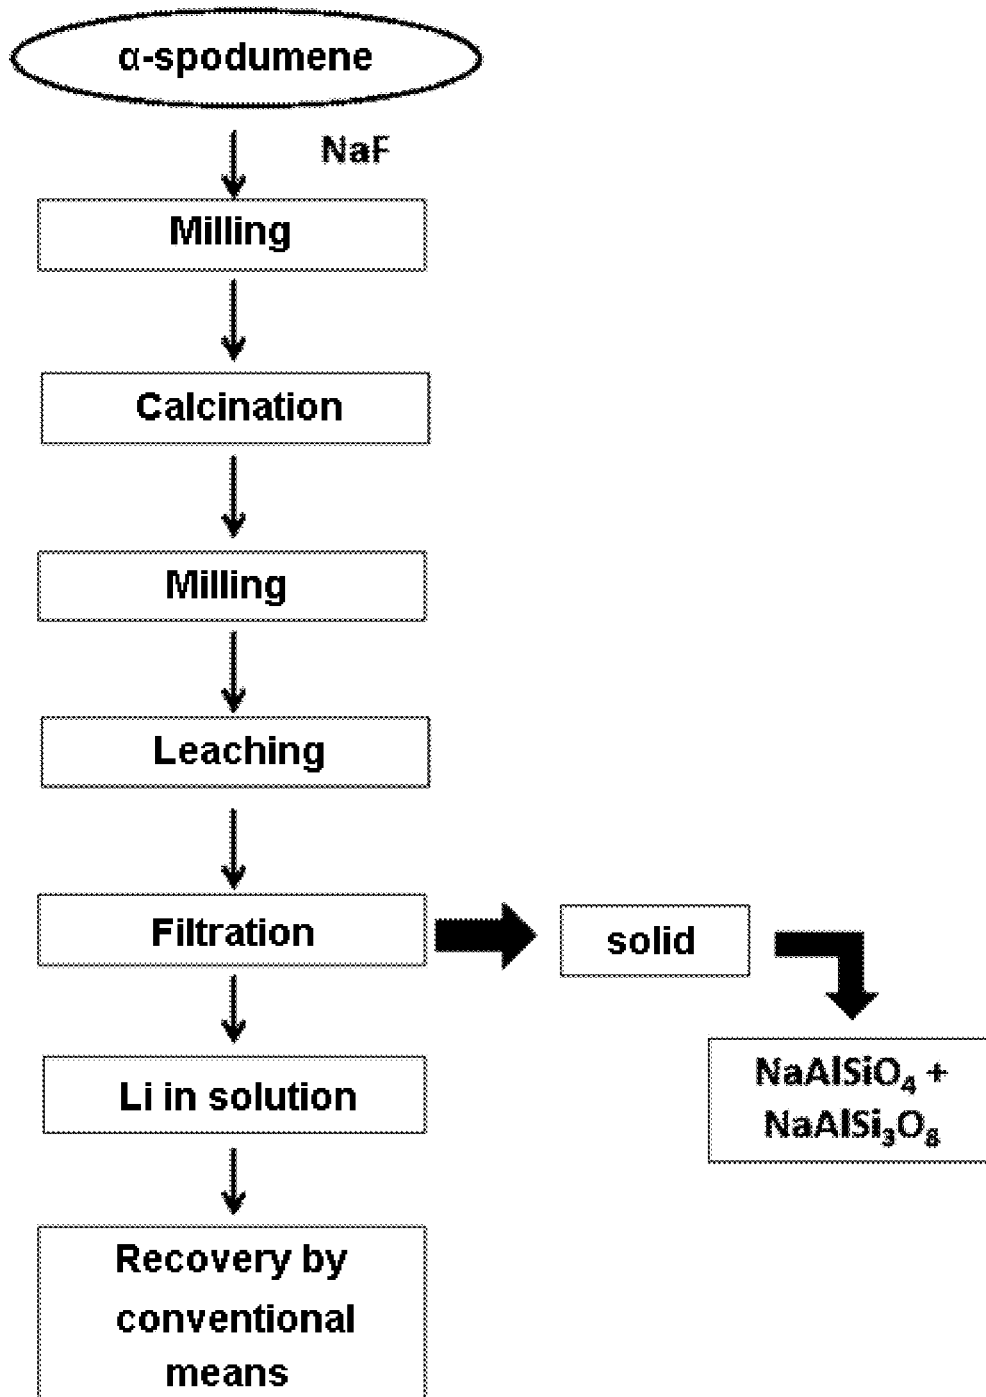 α-spodumene
NaF
Milling
Calcination
Milling
Leaching
Filtration
solid
NaAlSiO₄ +
NaAlSi₃O₈
Li in solution
Recovery by
conventional
means